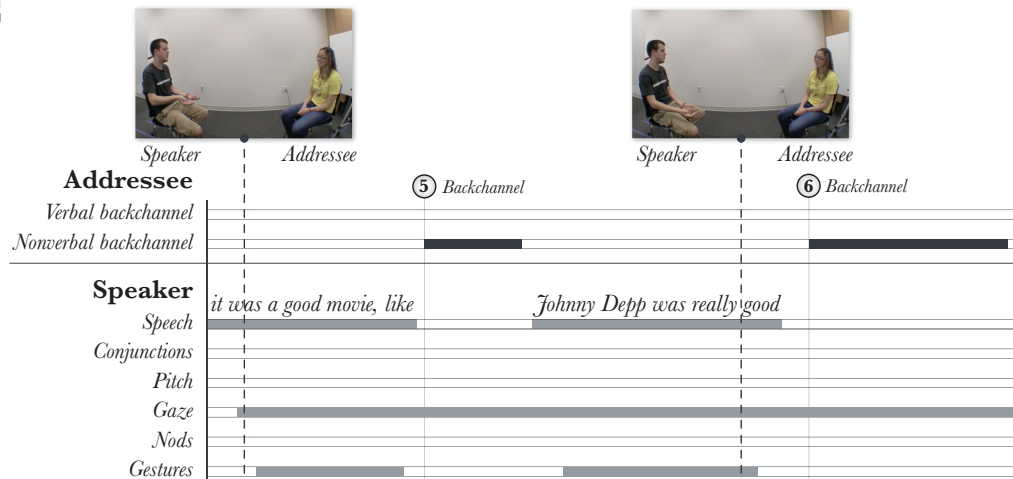 Speaker Addressee Speaker Addressee
Addressee 5 Backchannel 6 Backchannel
Verbal backchannel
Nonverbal backchannel
Speaker
it was a good movie, like Johnny Depp was really good
Speech
Conjunctions
Pitch
Gaze
Nods
Gestures